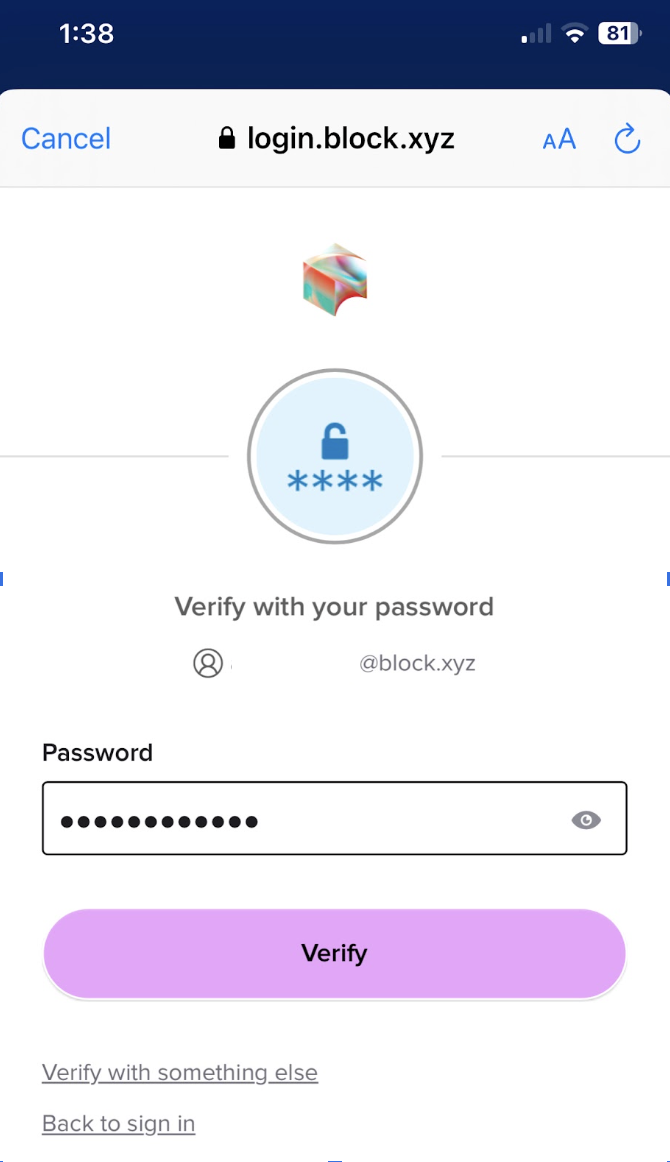 1:38
81
Cancel
login.block.xyz
AA
****
Verify with your password
@block.xyz
Password
Verify
Verify with something else
Back to sign in